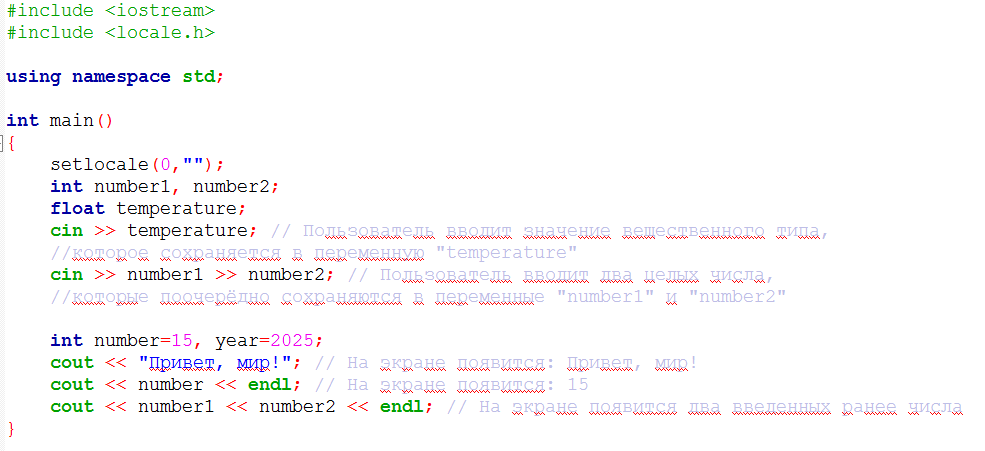 #include <iostream>
#include <locale.h>
using namespace std;
int main()
{
setlocale(0,"");
int number1, number2;
float temperature;
cin >> temperature; // Пользователь вводит значение вещественного типа,
//которое сохраняется в переменную "temperature"
cin >> number1 >> number2; // Пользователь вводит два целых числа,
//которые поочерёдно сохраняются в переменные "number1" и "number2"
int number=15, year=2025;
cout << "Привет, мир!"; // На экране появится: Привет, мир!
cout << number << endl; // На экране появится: 15
cout << number1 << number2 << endl; // На экране появится два введенных ранее числа
}